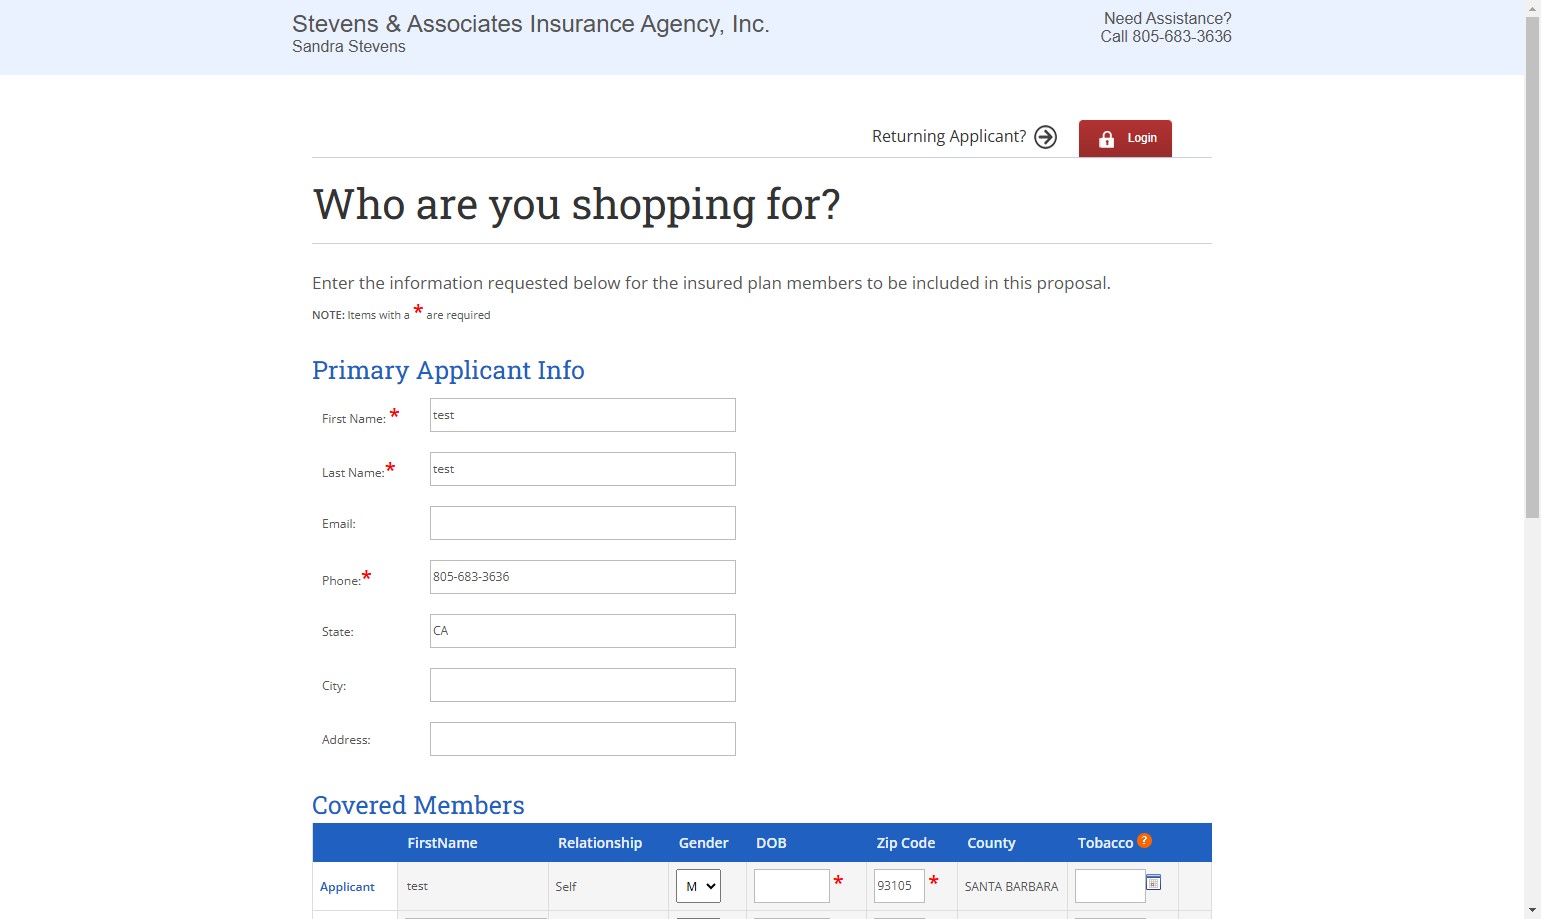 Stevens & Associates Insurance Agency, Inc.
Sandra Stevens
Need Assistance?
Call 805-683-3636
Returning Applicant?
Login
Who are you shopping for?
Enter the information requested below for the insured plan members to be included in this proposal.
NOTE: Items with a * are required
Primary Applicant Info
First Name: * test
Last Name:* test
Email:
Phone:* 805-683-3636
State: CA
City:
Address:
Covered Members
FirstName Relationship Gender DOB Zip Code County Tobacco ?
Applicant test Self M * 93105 * SANTA BARBARA